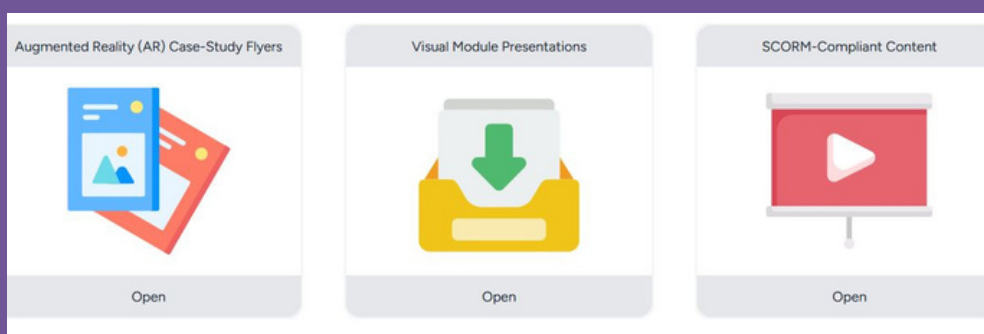 Augmented Reality (AR) Case-Study Flyers
Visual Module Presentations
SCORM-Compliant Content
Open
Open
Open